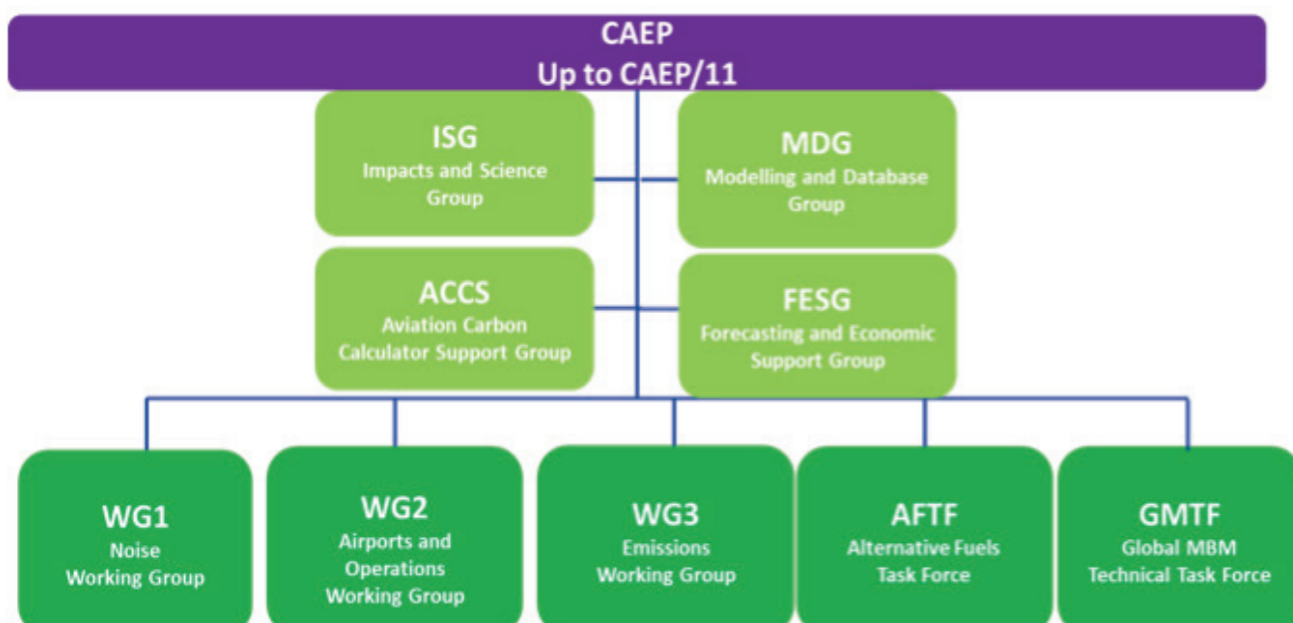 CAEP
Up to CAEP/11
ISG
Impacts and Science
Group
MDG
Modelling and Database
Group
ACCS
Aviation Carbon
Calculator Support Group
FESG
Forecasting and Economic
Support Group
WG1
Noise
Working Group
WG2
Airports and
Operations
Working Group
WG3
Emissions
Working Group
AFTF
Alternative Fuels
Task Force
GMTF
Global MBM
Technical Task Force